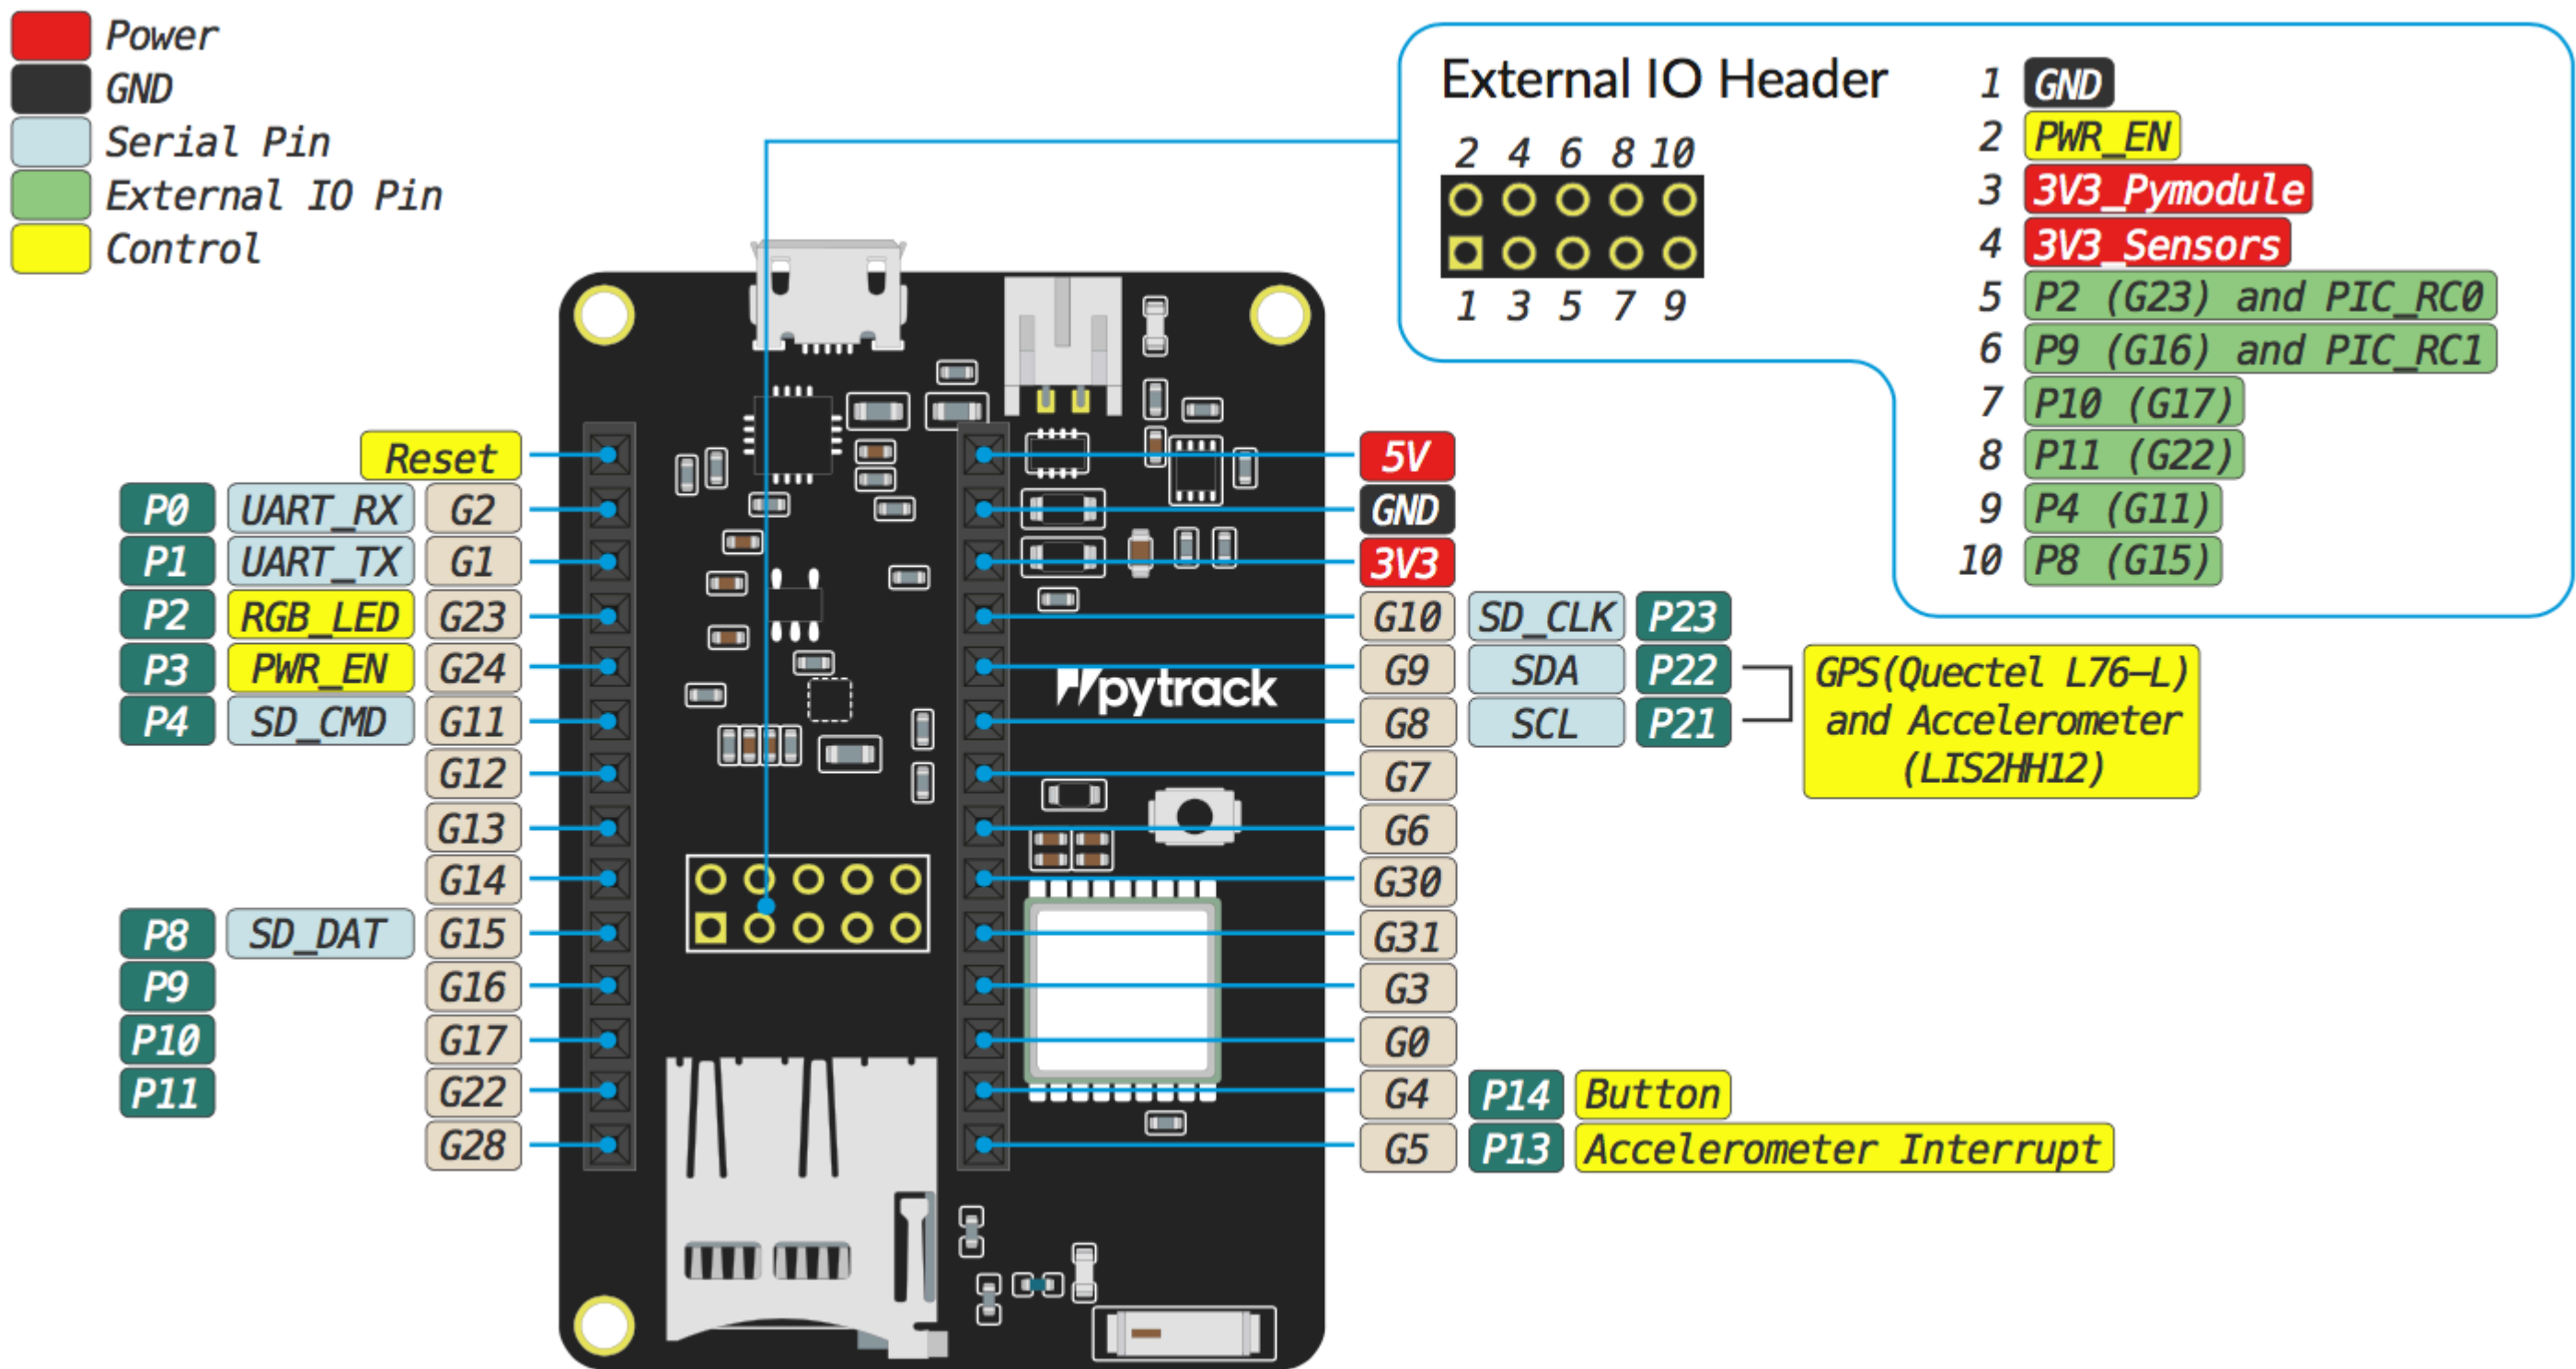 Power
GND
Serial Pin
External IO Pin
Control
External IO Header
2 4 6 8 10
1 3 5 7 9
1 GND
2 PWR_EN
3 3V3_Pymodule
4 3V3_Sensors
5 P2 (G23) and PIC_RC0
6 P9 (G16) and PIC_RC1
7 P10 (G17)
8 P11 (G22)
9 P4 (G11)
10 P8 (G15)
Reset
P0 UART_RX G2
P1 UART_TX G1
P2 RGB_LED G23
P3 PWR_EN G24
P4 SD_CMD G11
G12
G13
G14
P8 SD_DAT G15
P9 G16
P10 G17
P11 G22
G28
pytrack
5V
GND
3V3
G10 SD_CLK P23
G9 SDA P22
G8 SCL P21
G7
G6
G30
G31
G3
G0
G4 P14 Button
G5 P13 Accelerometer Interrupt
GPS(Quectel L76–L)
and Accelerometer
(LIS2HH12)